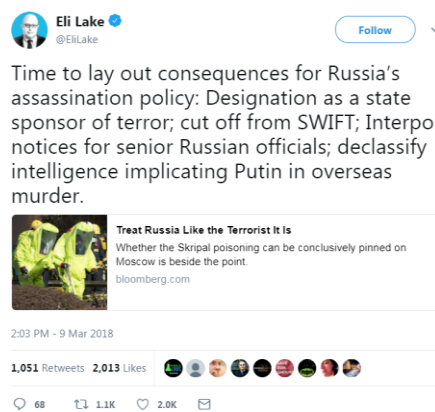 Eli Lake
@EliLake
Follow
Time to lay out consequences for Russia's
assassination policy: Designation as a state
sponsor of terror; cut off from SWIFT; Interpo
notices for senior Russian officials; declassify
intelligence implicating Putin in overseas
murder.
Treat Russia Like the Terrorist It Is
Whether the Skripal poisoning can be conclusively pinned on
Moscow is beside the point.
bloomberg.com
2:03 PM - 9 Mar 2018
1,051 Retweets 2,013 Likes
68 1.1K 2.0K